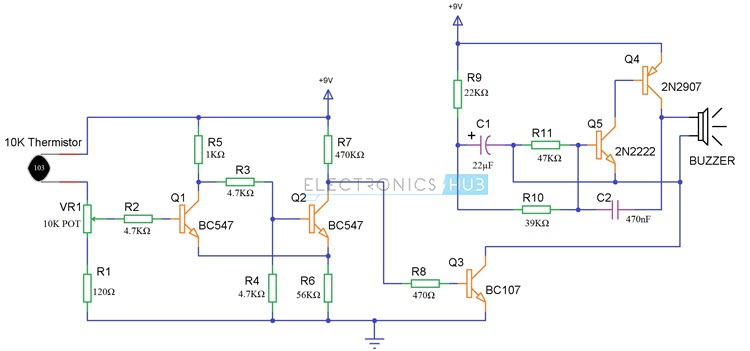 +9V
Q4
2N2907
R9
22KΩ
Q5
C1
+
22µF
R11
47KΩ
2N2222
BUZZER
R10
39KΩ
C2
470nF
+9V
10K Thermistor
103
R5
1KΩ
R7
470KΩ
R3
4.7KΩ
ELECTRONICS HUB
VR1
10K POT
R2
4.7KΩ
Q1
BC547
Q2
BC547
R1
120Ω
R4
4.7KΩ
R6
56KΩ
R8
470Ω
Q3
BC107